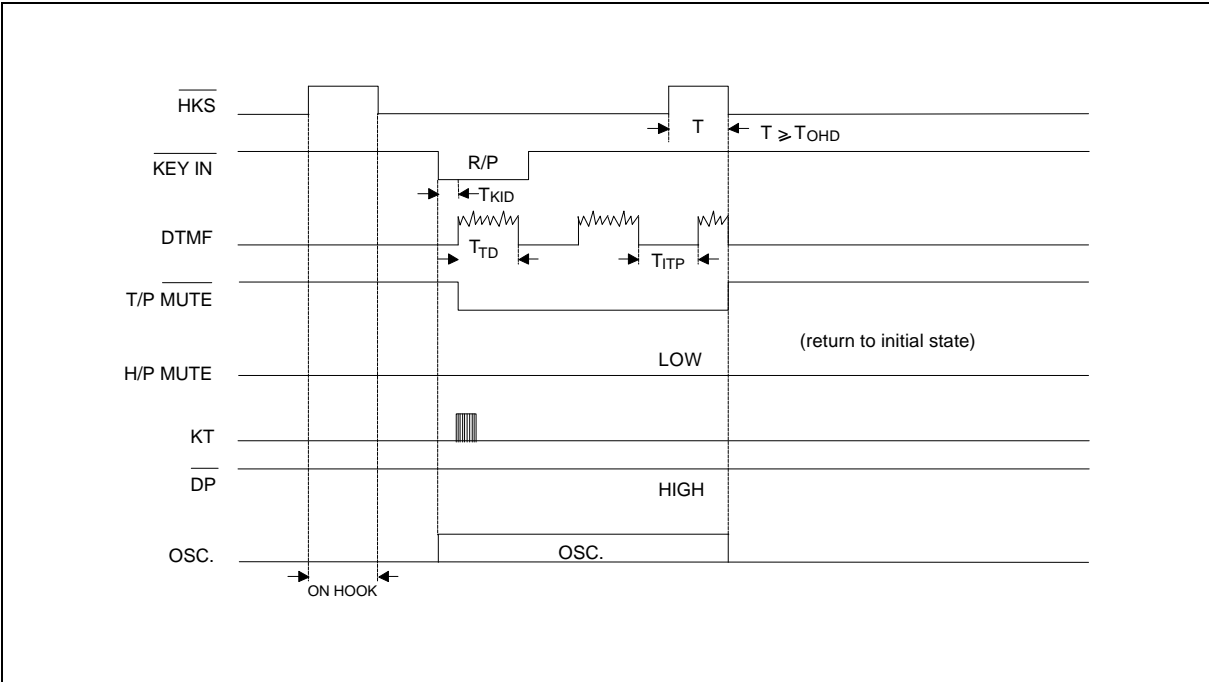 HKS
T
T ⩾ TOHD
KEY IN
R/P
TKID
DTMF
TTD
TITP
T/P MUTE
(return to initial state)
LOW
H/P MUTE
KT
DP
HIGH
OSC.
OSC.
ON HOOK